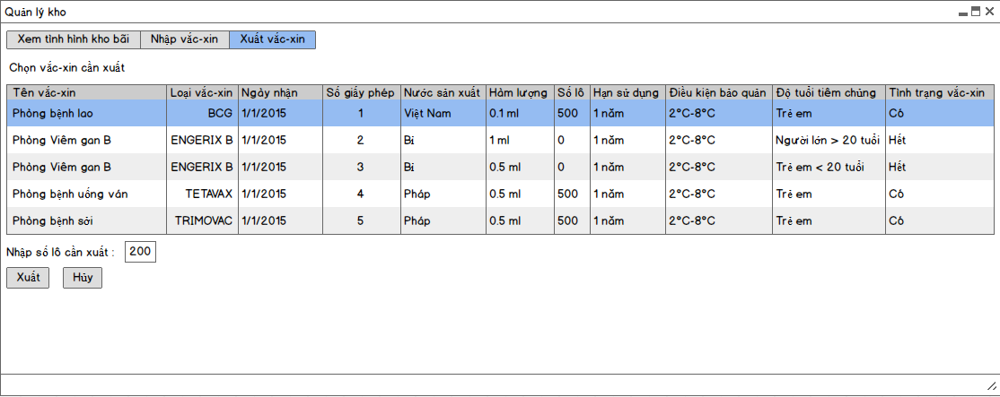 Quản lý kho
Xem tình hình kho bãi Nhập vắc-xin Xuất vắc-xin
Chọn vắc-xin cần xuất
Tên vắc-xin Loại vắc-xin Ngày nhận Số giấy phép Nước sản xuất Hàm lượng Số lô Hạn sử dụng Điều kiện bảo quản Độ tuổi tiêm chủng Tình trạng vắc-xin
Phòng bệnh lao BCG 1/1/2015 1 Việt Nam 0.1 ml 500 1 năm 2°C-8°C Trẻ em Có
Phòng Viêm gan B ENGERIX B 1/1/2015 2 Bỉ 1 ml 0 1 năm 2°C-8°C Người lớn > 20 tuổi Hết
Phòng Viêm gan B ENGERIX B 1/1/2015 3 Bỉ 0.5 ml 0 1 năm 2°C-8°C Trẻ em < 20 tuổi Hết
Phòng bệnh uống ván TETAVAX 1/1/2015 4 Pháp 0.5 ml 500 1 năm 2°C-8°C Trẻ em Có
Phòng bệnh sởi TRIMOVAC 1/1/2015 5 Pháp 0.5 ml 500 1 năm 2°C-8°C Trẻ em Có
Nhập số lô cần xuất : 200
Xuất Hủy